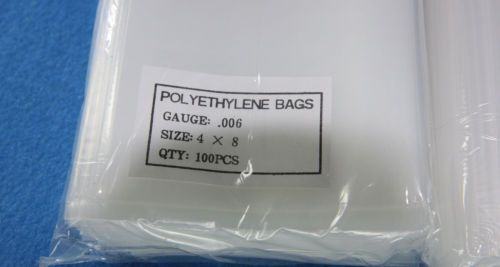 POLYETHYLENE BAGS
GAUGE: .006
SIZE: 4 × 8
QTY: 100PCS